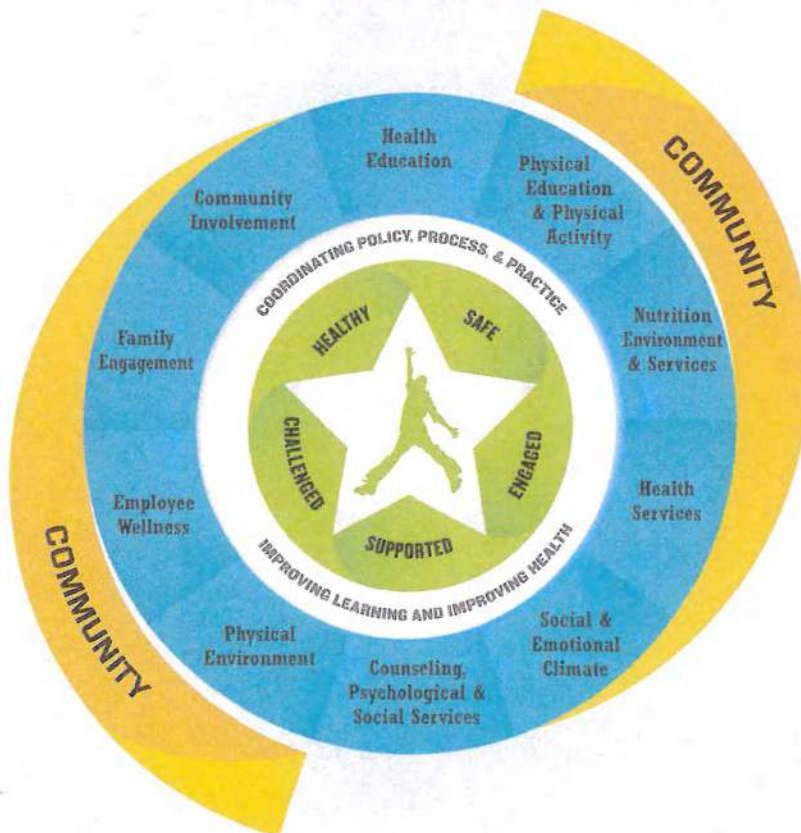 COMMUNITY
Health
Education
Physical
Education
& Physical
Activity
Nutrition
Environment
& Services
Health
Services
Social &
Emotional
Climate
Counseling,
Psychological &
Social Services
Physical
Environment
Employee
Wellness
Family
Engagement
Community
Involvement
COORDINATING POLICY, PROCESS, & PRACTICE
IMPROVING LEARNING AND IMPROVING HEALTH
HEALTHY
SAFE
ENGAGED
SUPPORTED
CHALLENGED
COMMUNITY